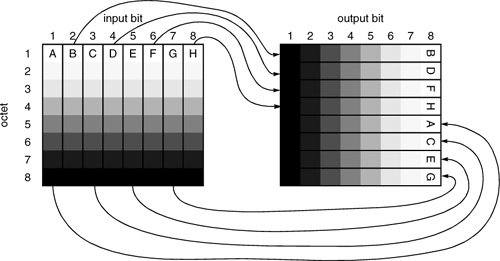 input bit
1 2 3 4 5 6 7 8
octet
1 A B C D E F G H
2
3
4
5
6
7
8
output bit
1 2 3 4 5 6 7 8
B
D
F
H
A
C
E
G